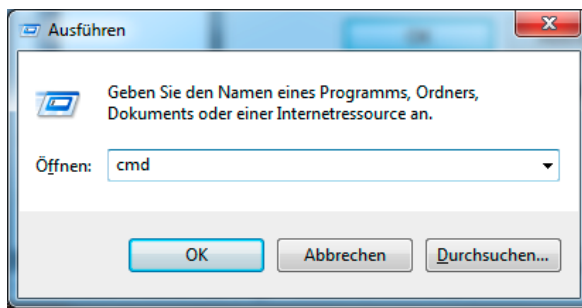 Ausführen
Geben Sie den Namen eines Programms, Ordners,
Dokuments oder einer Internetressource an.
Öffnen: cmd
OK Abbrechen Durchsuchen...